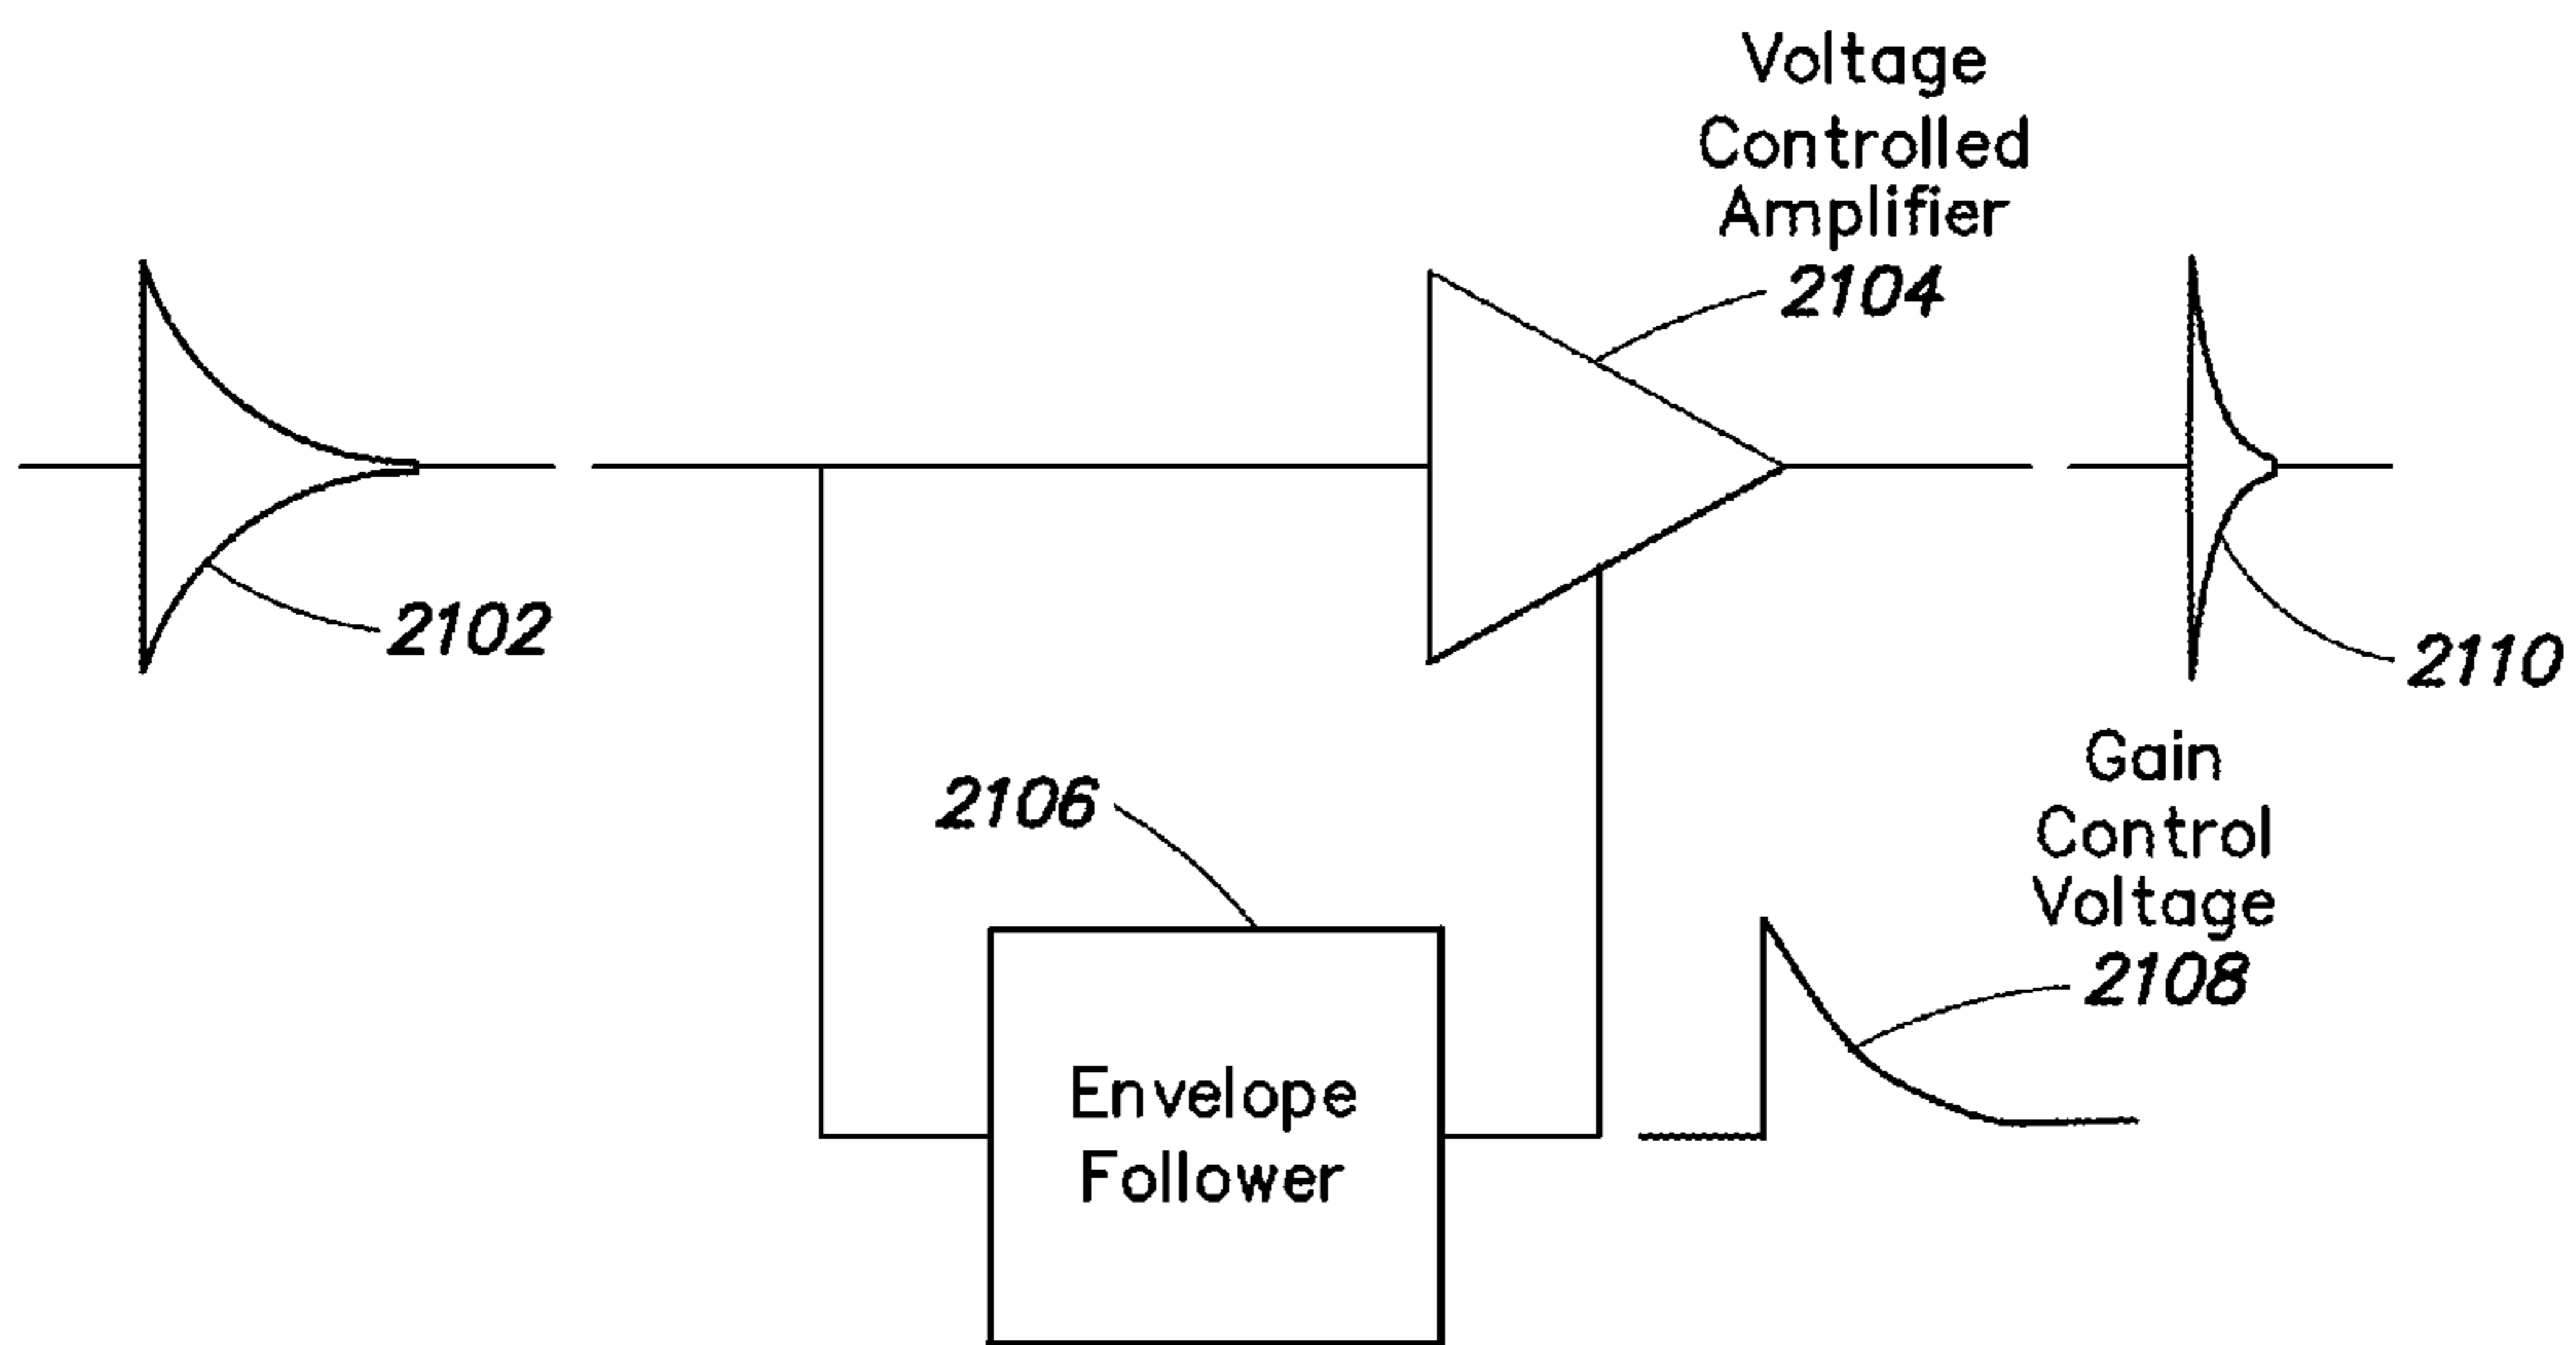 Voltage
Controlled
Amplifier
2104
2102
2110
2106
Gain
Control
Voltage
2108
Envelope
Follower